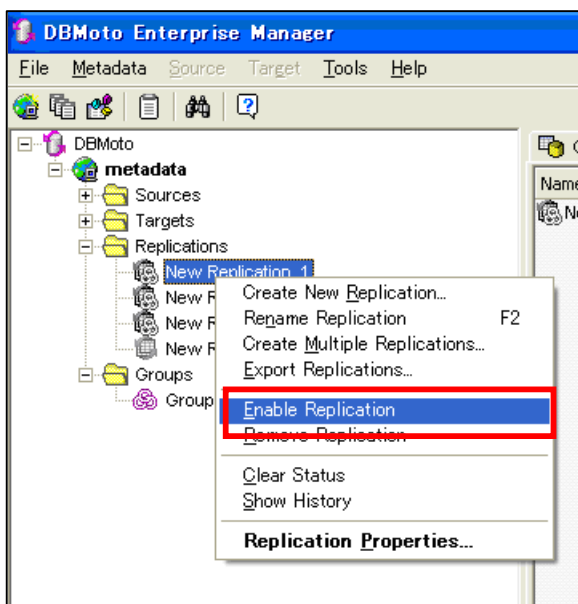 DBMoto Enterprise Manager
File Metadata Source Target Tools Help
DBMoto
metadata
Name
Sources
Targets
Replications
New Replication_1
Create New Replication...
New
Rename Replication F2
New
Create Multiple Replications...
New
Export Replications...
Groups
Group
Enable Replication
Remove Replication
Clear Status
Show History
Replication Properties...